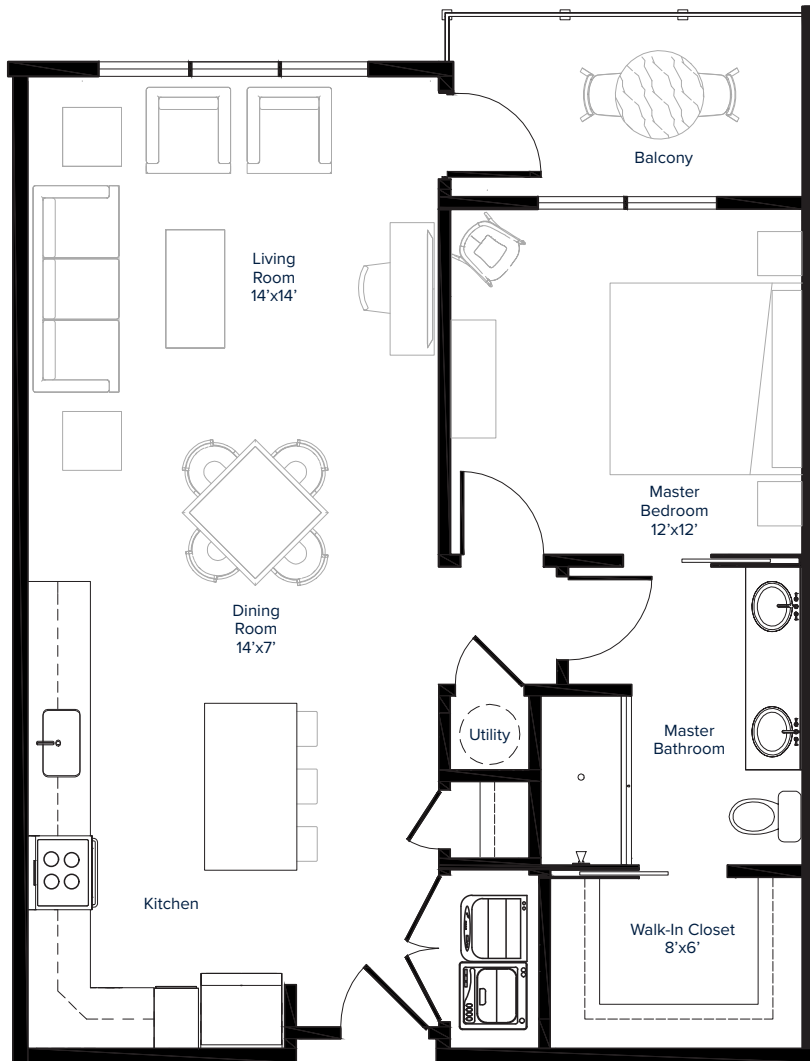 Balcony
Living
Room
14’x14’
Master
Bedroom
12’x12’
Dining
Room
14’x7’
Utility
Master
Bathroom
Kitchen
Walk-In Closet
8’x6’